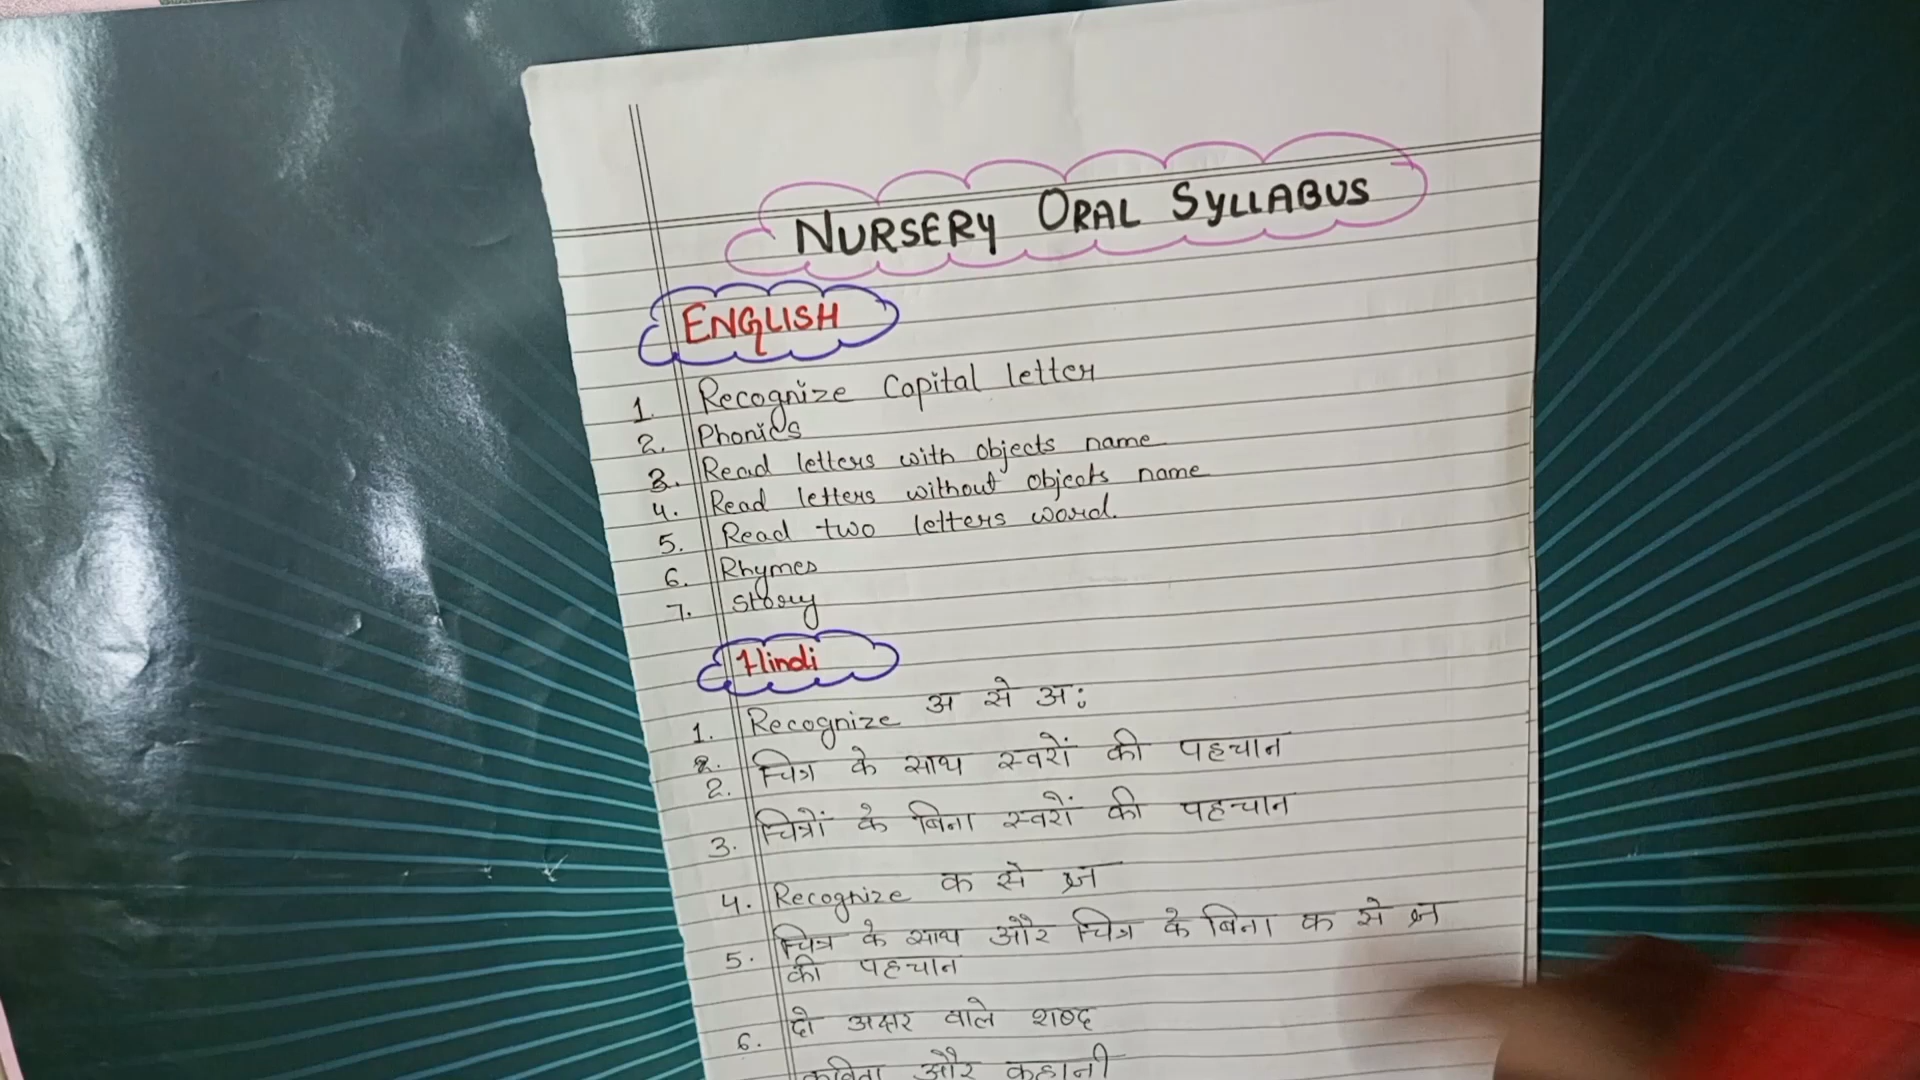 NURSERY ORAL SYLLABUS
ENGLISH
1. Recognize Capital letter
2. Phonics
3. Read letters with objects name
4. Read letters without objects name
5. Read two letters word.
6. Rhymes
7. Story
Hindi
1. Recognize अ से अः
2.
2. चित्र के साथ स्वरों की पहचान
3. चित्रों के बिना स्वरों की पहचान
4. Recognize क से ज्ञ
5. चित्र के साथ और चित्र के बिना क से ज्ञ
की पहचान
6. दो अक्षर वाले शब्द
कविता और कहानी